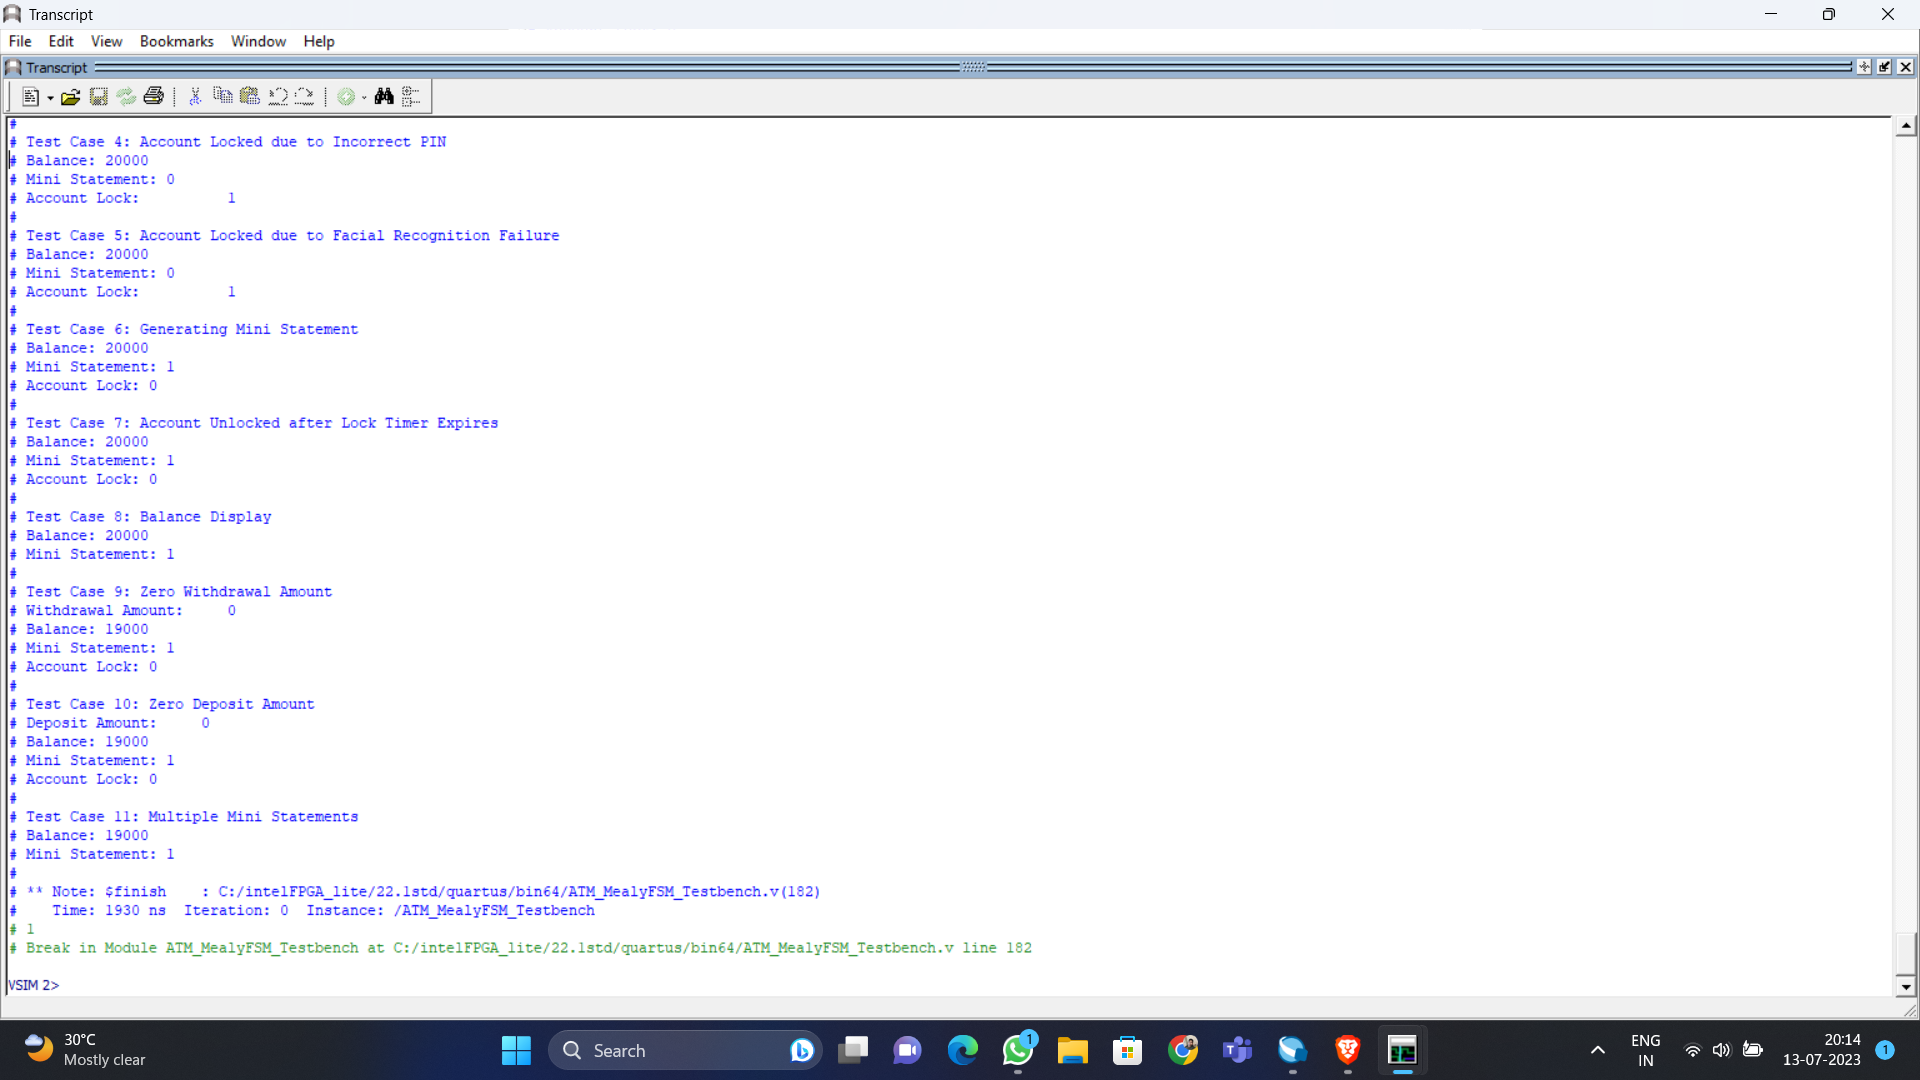 Transcript
File Edit View Bookmarks Window Help
Transcript
#
# Test Case 4: Account Locked due to Incorrect PIN
# Balance: 20000
# Mini Statement: 0
# Account Lock:          1
#
# Test Case 5: Account Locked due to Facial Recognition Failure
# Balance: 20000
# Mini Statement: 0
# Account Lock:          1
#
# Test Case 6: Generating Mini Statement
# Balance: 20000
# Mini Statement: 1
# Account Lock: 0
#
# Test Case 7: Account Unlocked after Lock Timer Expires
# Balance: 20000
# Mini Statement: 1
# Account Lock: 0
#
# Test Case 8: Balance Display
# Balance: 20000
# Mini Statement: 1
#
# Test Case 9: Zero Withdrawal Amount
# Withdrawal Amount:     0
# Balance: 19000
# Mini Statement: 1
# Account Lock: 0
#
# Test Case 10: Zero Deposit Amount
# Deposit Amount:     0
# Balance: 19000
# Mini Statement: 1
# Account Lock: 0
#
# Test Case 11: Multiple Mini Statements
# Balance: 19000
# Mini Statement: 1
#
# ** Note: $finish    : C:/intelFPGA_lite/22.1std/quartus/bin64/ATM_MealyFSM_Testbench.v(182)
#    Time: 1930 ns  Iteration: 0  Instance: /ATM_MealyFSM_Testbench
# 1
# Break in Module ATM_MealyFSM_Testbench at C:/intelFPGA_lite/22.1std/quartus/bin64/ATM_MealyFSM_Testbench.v line 182
VSIM 2>
30°C
Mostly clear
Search
1
ENG
IN
20:14
13-07-2023
1